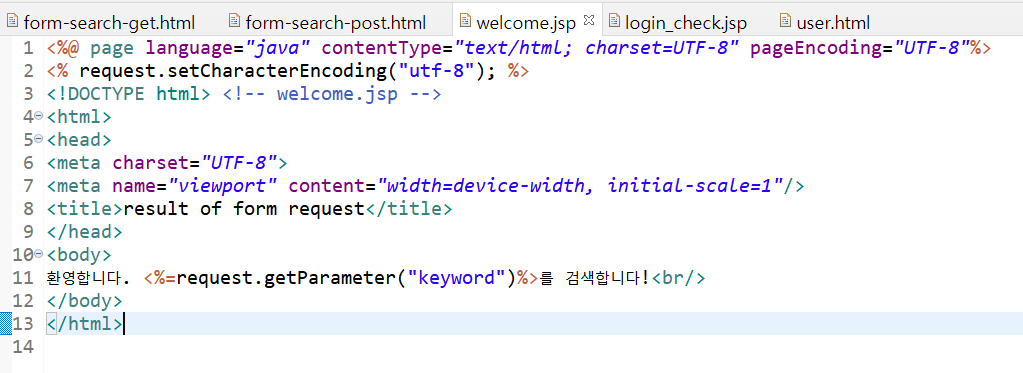 form-search-get.html form-search-post.html welcome.jsp login_check.jsp user.html
1 <%@ page language="java" contentType="text/html; charset=UTF-8" pageEncoding="UTF-8"%>
2 <% request.setCharacterEncoding("utf-8"); %>
3 <!DOCTYPE html> <!-- welcome.jsp -->
4 <html>
5 <head>
6 <meta charset="UTF-8">
7 <meta name="viewport" content="width=device-width, initial-scale=1"/>
8 <title>result of form request</title>
9 </head>
10 <body>
11 환영합니다. <%=request.getParameter("keyword")%>를 검색합니다!<br/>
12 </body>
13 </html>
14